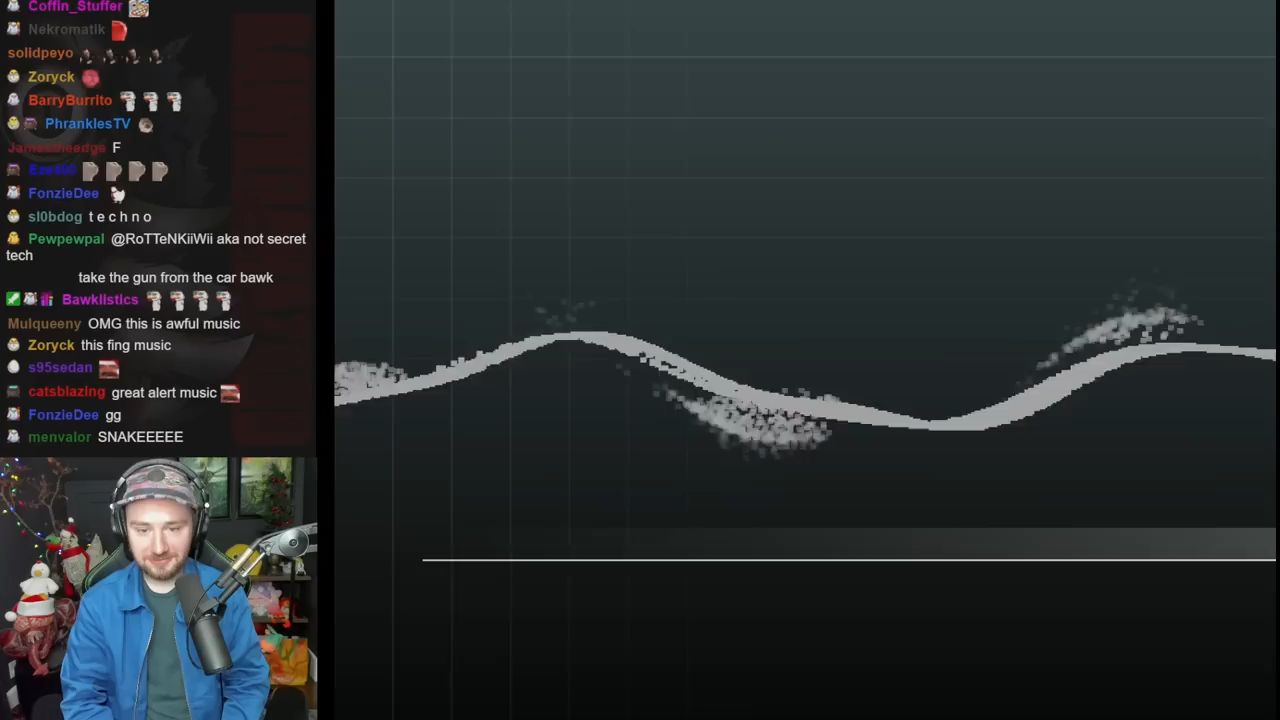 Coffin_Stuffer
Nekromatik
solidpeyo
Zoryck
BarryBurrito
PhranklesTV
Jamestheedge F
FonzieDee
sl0bdog t e c h n o
Pewpewpal @RoTTeNKiiWii aka not secret
tech
take the gun from the car bawk
Bawklistics
Mulqueeny OMG this is awful music
Zoryck this fing music
s95sedan
catsblazing great alert music
FonzieDee gg
menvalor SNAKEEEEE